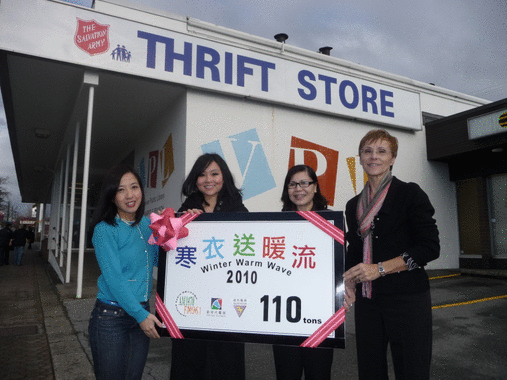 THE
SALVATION
ARMY
THRIFT STORE
V
P
寒衣送暖流
Winter Warm Wave
2010
110 tons